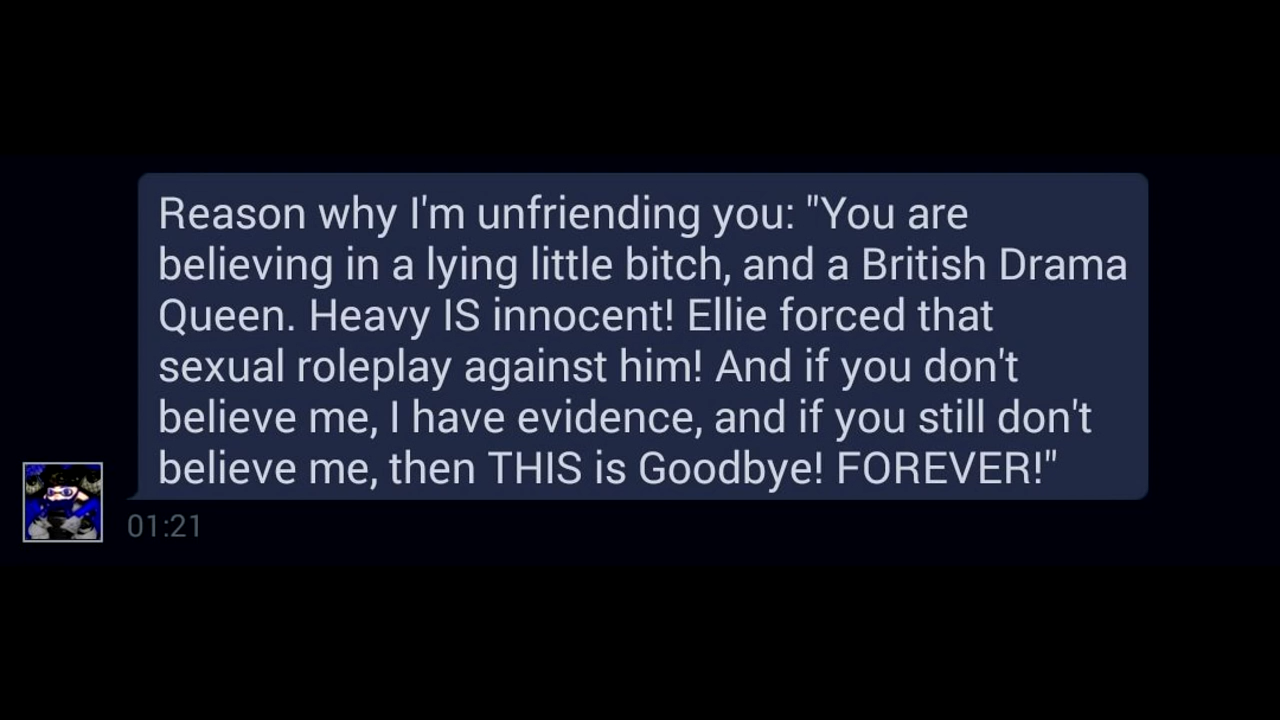 Reason why I'm unfriending you: "You are
believing in a lying little bitch, and a British Drama
Queen. Heavy IS innocent! Ellie forced that
sexual roleplay against him! And if you don't
believe me, I have evidence, and if you still don't
believe me, then THIS is Goodbye! FOREVER!"
01:21